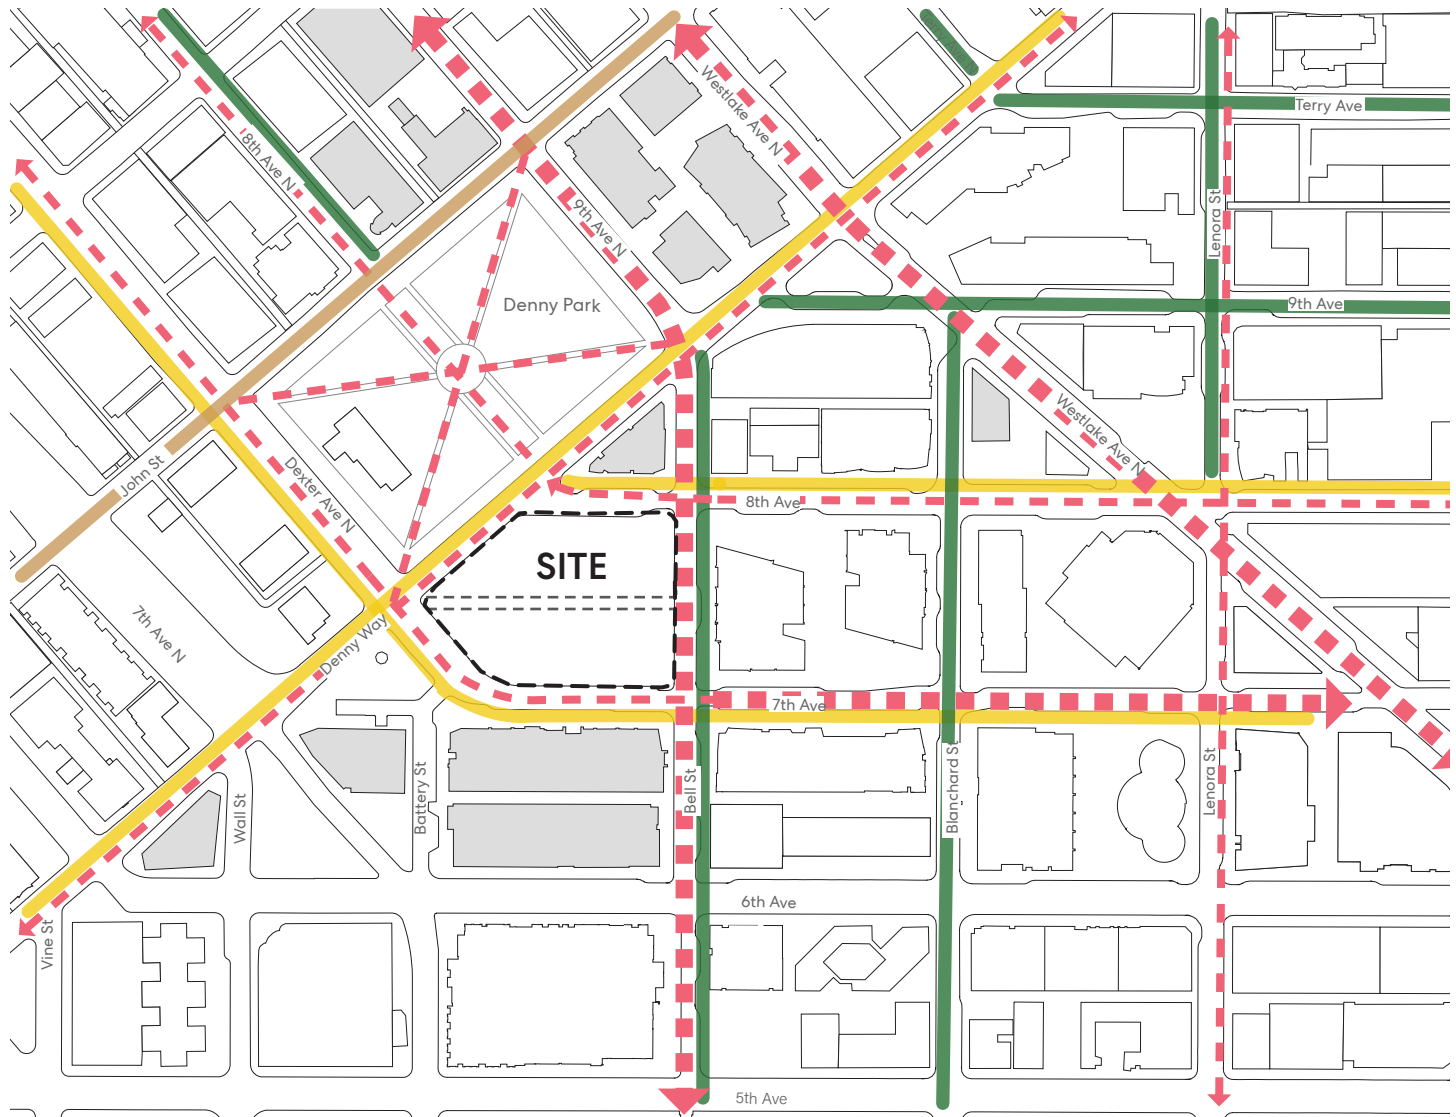 Terry Ave
Westlake Ave N
8th Ave N
Lenora St
9th Ave N
Denny Park
9th Ave
Westlake Ave N
John St
Dexter Ave N
8th Ave
SITE
7th Ave N
Denny Way
7th Ave
Bell St
Blanchard St
Lenora St
Battery St
Wall St
6th Ave
Vine St
5th Ave